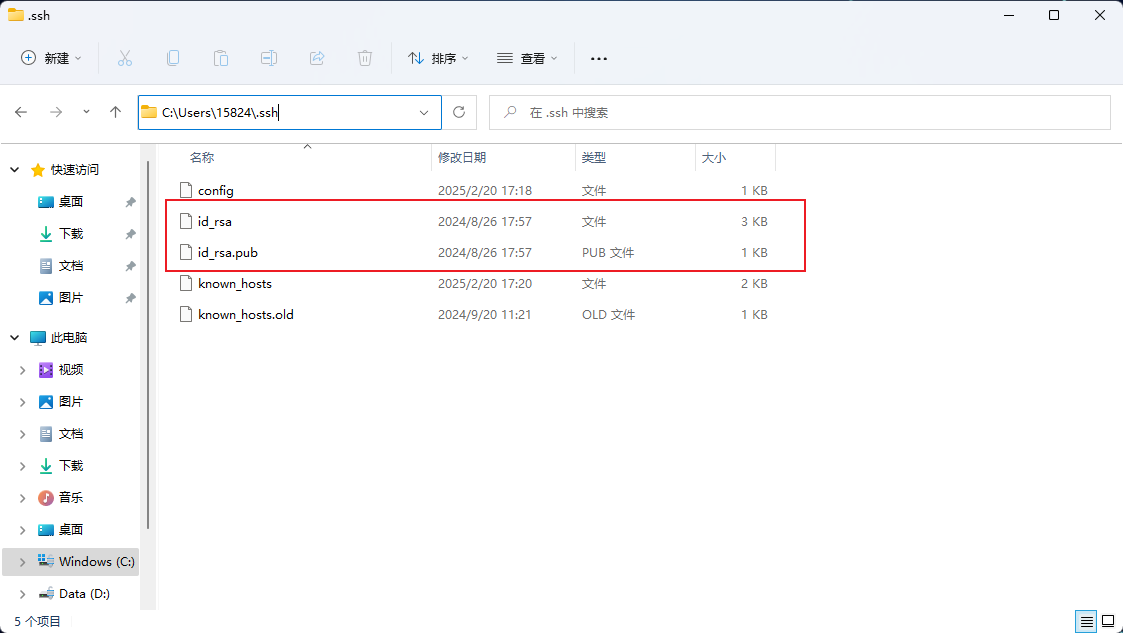 .ssh
新建
排序
查看
C:\Users\15824\.ssh
在 .ssh 中搜索
快速访问
桌面
下载
文档
图片
此电脑
视频
图片
文档
下载
音乐
桌面
Windows (C:)
Data (D:)
名称 修改日期 类型 大小
config 2025/2/20 17:18 文件 1 KB
id_rsa 2024/8/26 17:57 文件 3 KB
id_rsa.pub 2024/8/26 17:57 PUB 文件 1 KB
known_hosts 2025/2/20 17:20 文件 2 KB
known_hosts.old 2024/9/20 11:21 OLD 文件 1 KB
5 个项目